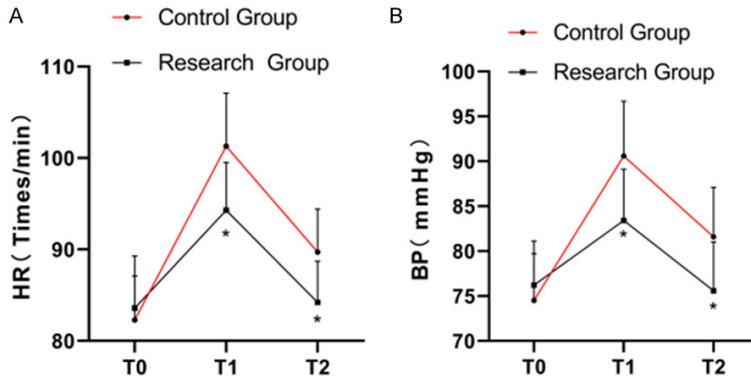 A
Control Group
Research Group
HR( Times/min)
110
100
90
80
T0
T1
T2
*
*
B
Control Group
Research Group
BP( mmHg)
100
95
90
85
80
75
70
T0
T1
T2
*
*